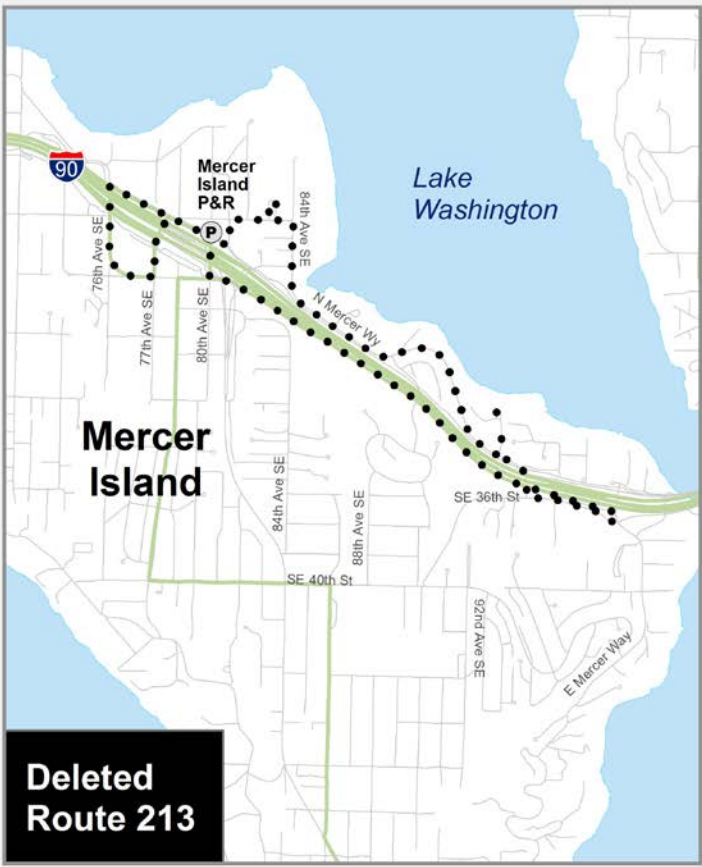 90
Mercer
Island
P&R
P
Lake
Washington
84th Ave SE
76th Ave SE
77th Ave SE
80th Ave SE
N Mercer Wy
Mercer
Island
84th Ave SE
88th Ave SE
SE 36th St
SE 40th St
92nd Ave SE
E Mercer Way
Deleted
Route 213